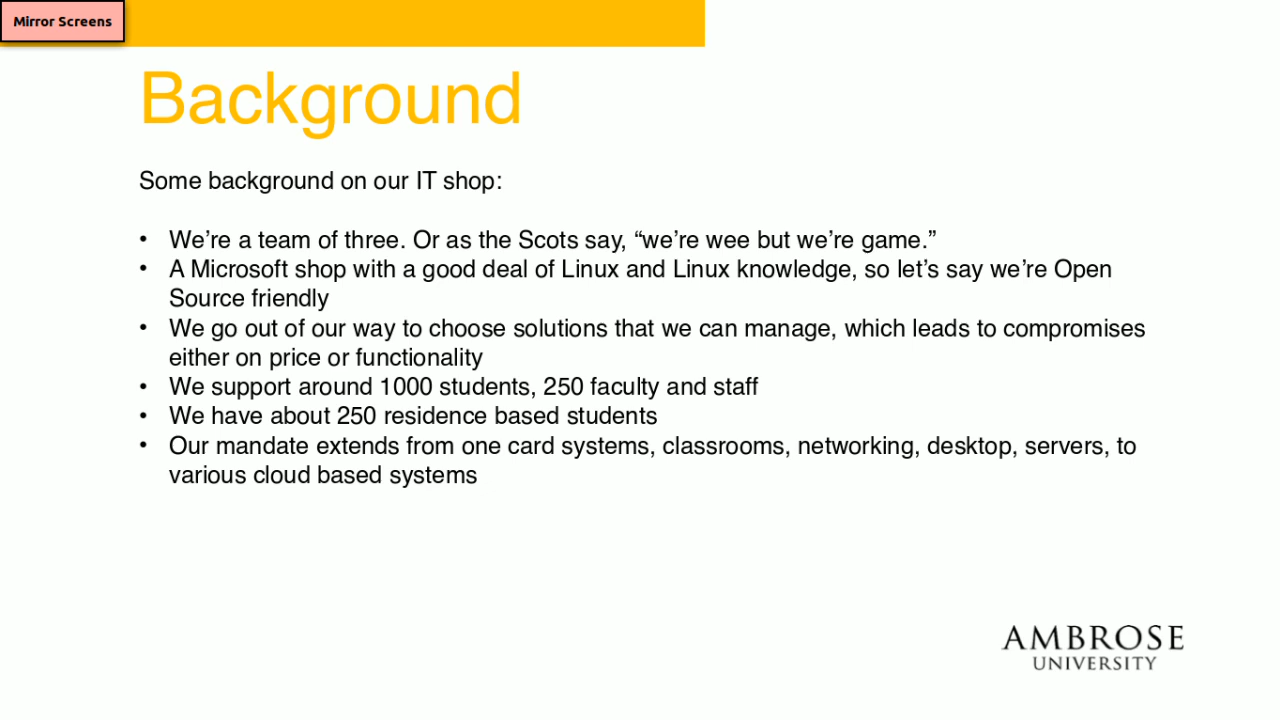 Mirror Screens
Background
Some background on our IT shop:
• We’re a team of three. Or as the Scots say, “we’re wee but we’re game.”
• A Microsoft shop with a good deal of Linux and Linux knowledge, so let’s say we’re Open
Source friendly
• We go out of our way to choose solutions that we can manage, which leads to compromises
either on price or functionality
• We support around 1000 students, 250 faculty and staff
• We have about 250 residence based students
• Our mandate extends from one card systems, classrooms, networking, desktop, servers, to
various cloud based systems
AMBROSE
UNIVERSITY